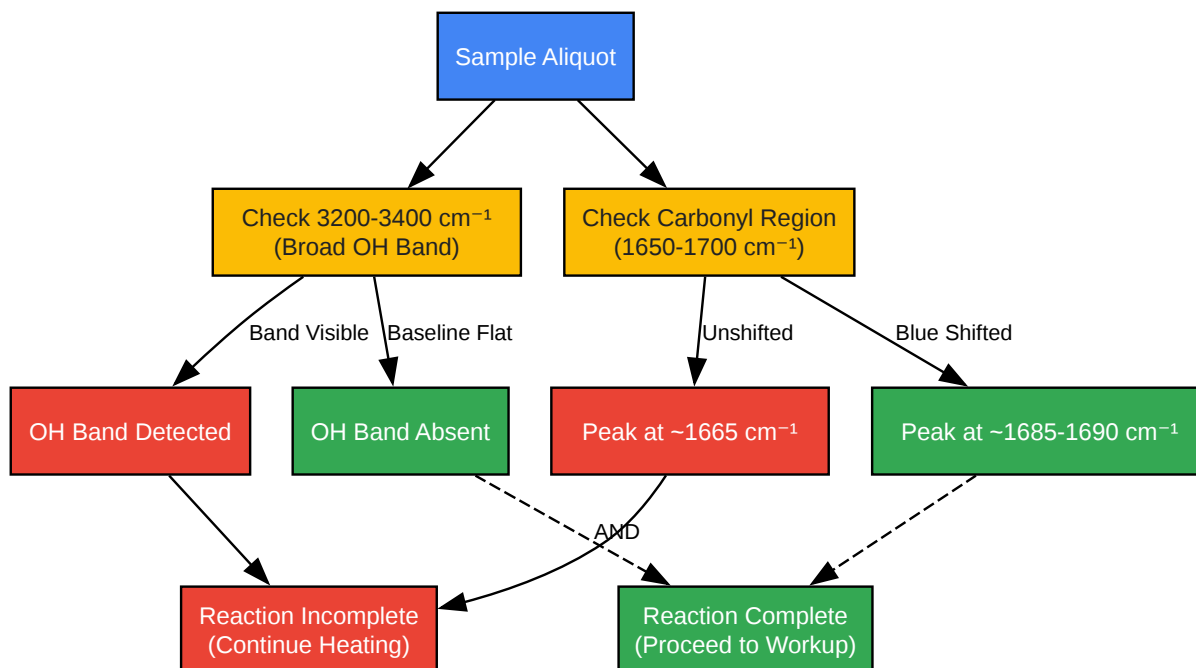 Sample Aliquot
Check 3200-3400 cm⁻¹
(Broad OH Band)
Check Carbonyl Region
(1650-1700 cm⁻¹)
Band Visible
Baseline Flat
Unshifted
Blue Shifted
OH Band Detected
OH Band Absent
Peak at ~1665 cm⁻¹
Peak at ~1685-1690 cm⁻¹
AND
Reaction Incomplete
(Continue Heating)
Reaction Complete
(Proceed to Workup)